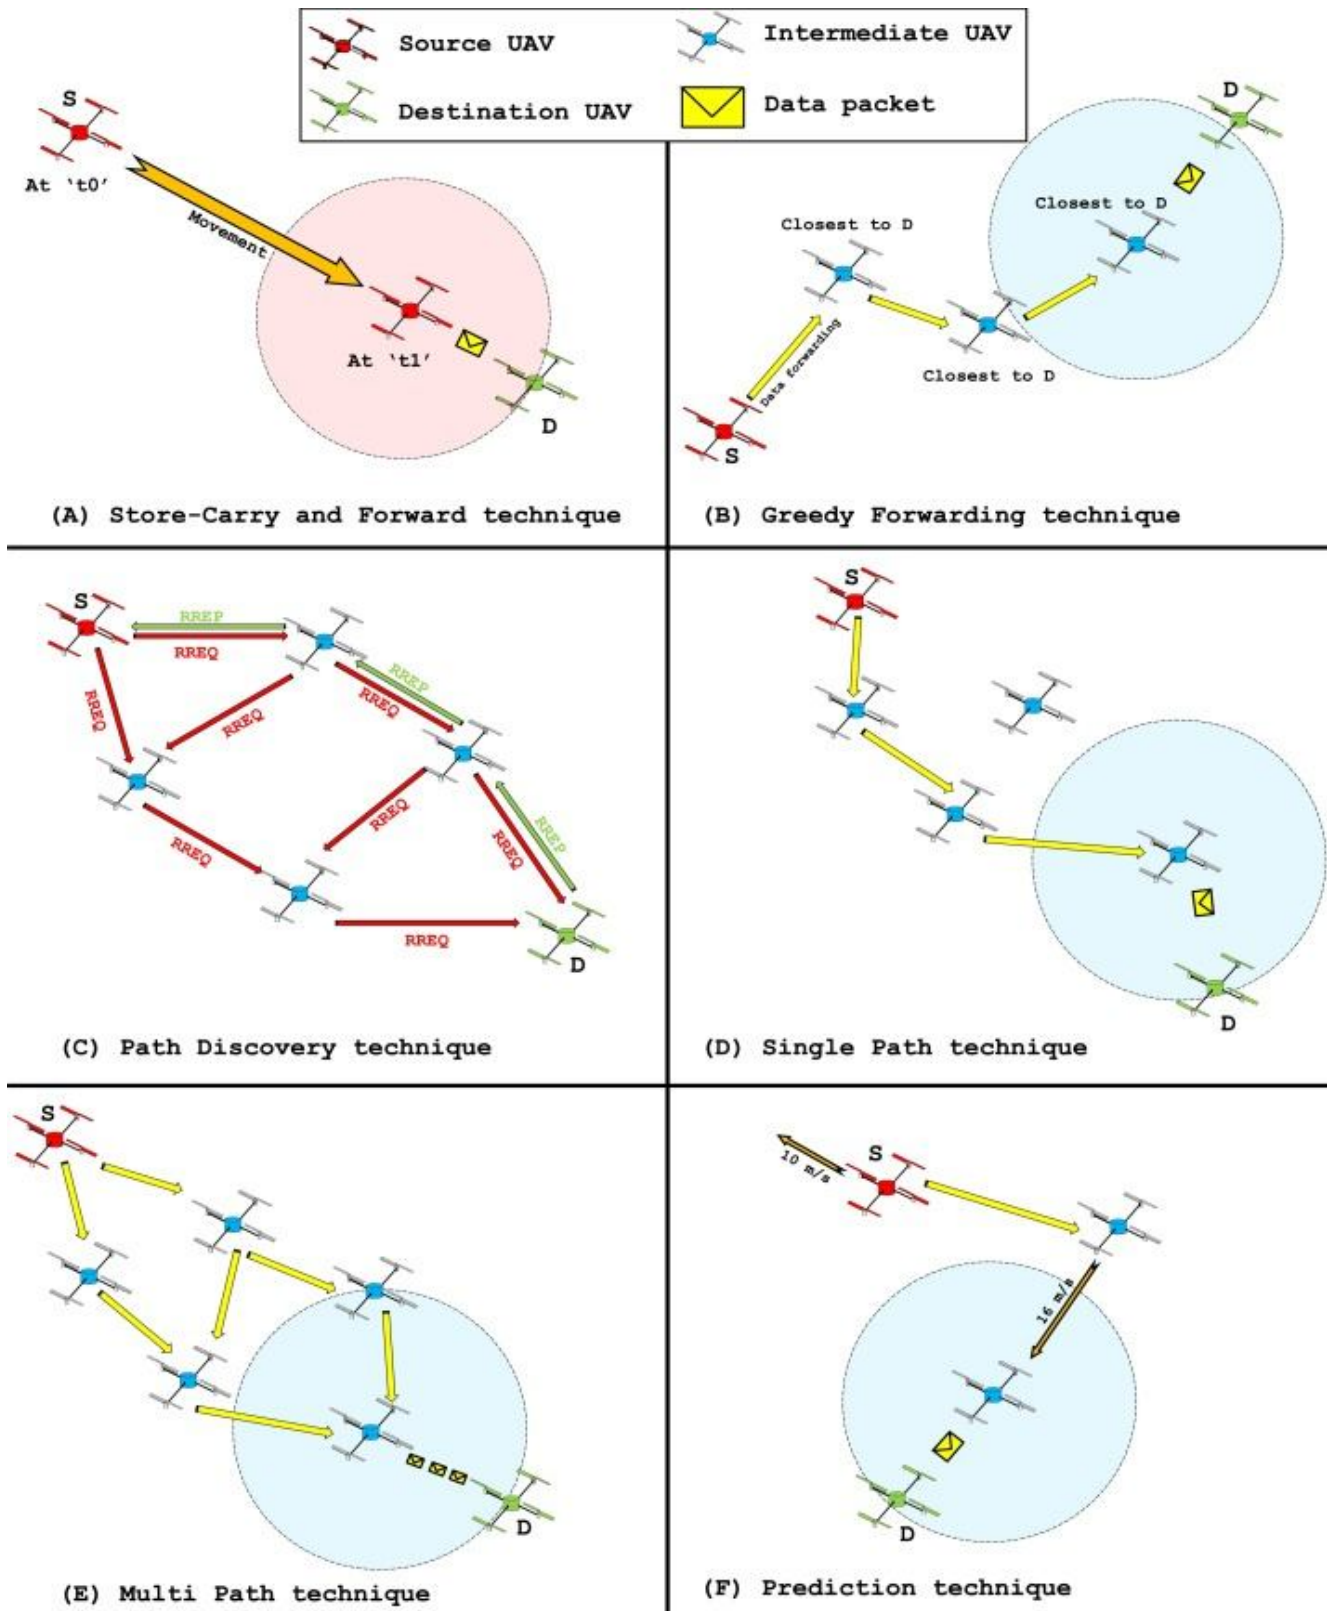 Source UAV
Intermediate UAV
Destination UAV
Data packet
S
At ‘t0’
Movement
At ‘t1’
D
(A) Store-Carry and Forward technique
D
Closest to D
Closest to D
Data forwarding
Closest to D
S
(B) Greedy Forwarding technique
S
RREP
RREQ
RREP
RREQ
RREQ
RREQ
RREQ
RREP
RREQ
RREQ
RREQ
D
(C) Path Discovery technique
S
D
(D) Single Path technique
S
D
(E) Multi Path technique
10 m/s
S
16 m/s
D
(F) Prediction technique